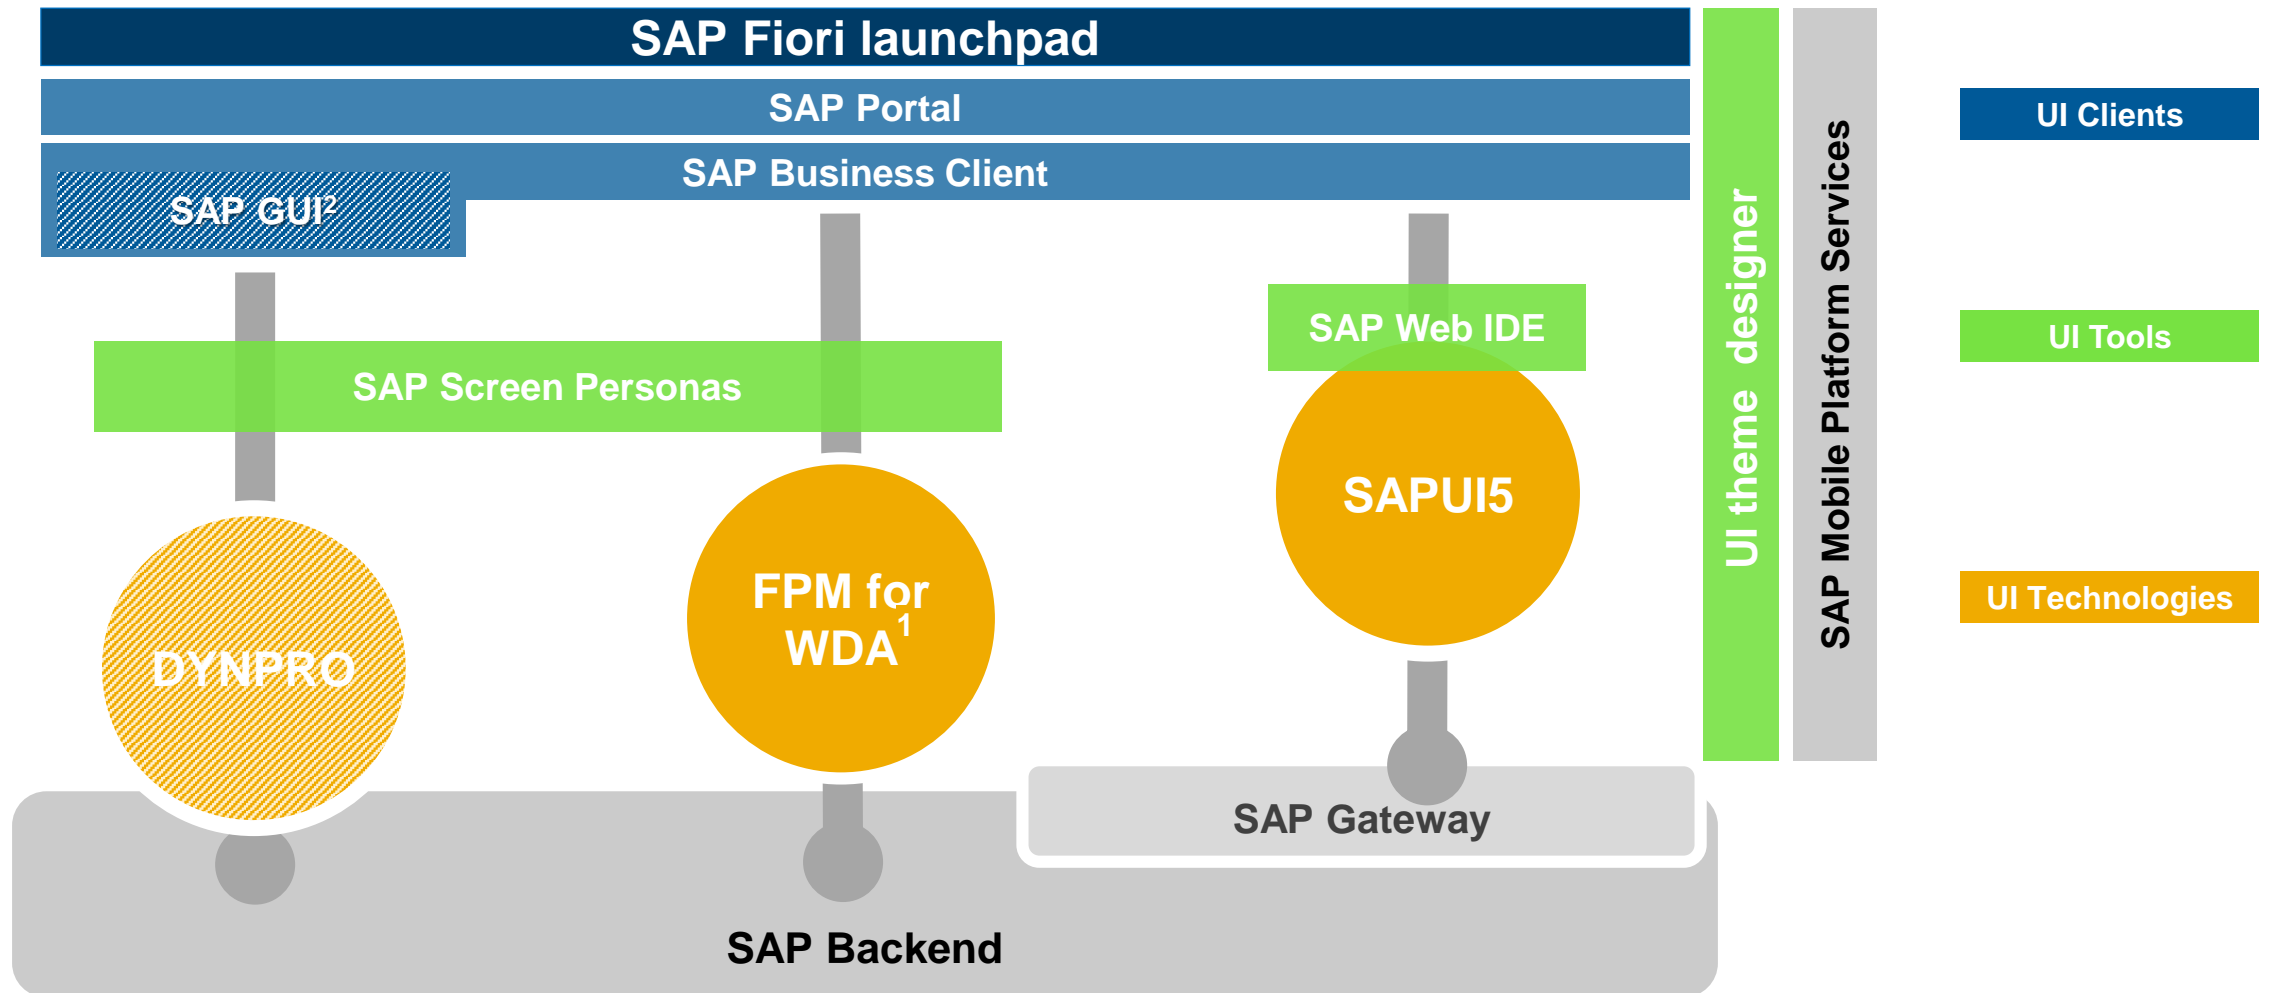 SAP Fiori launchpad
SAP Portal
SAP Business Client
SAP GUI²
SAP Screen Personas
SAP Web IDE
DYNPRO
FPM for
WDA¹
SAPUI5
SAP Gateway
SAP Backend
UI theme designer
SAP Mobile Platform Services
UI Clients
UI Tools
UI Technologies